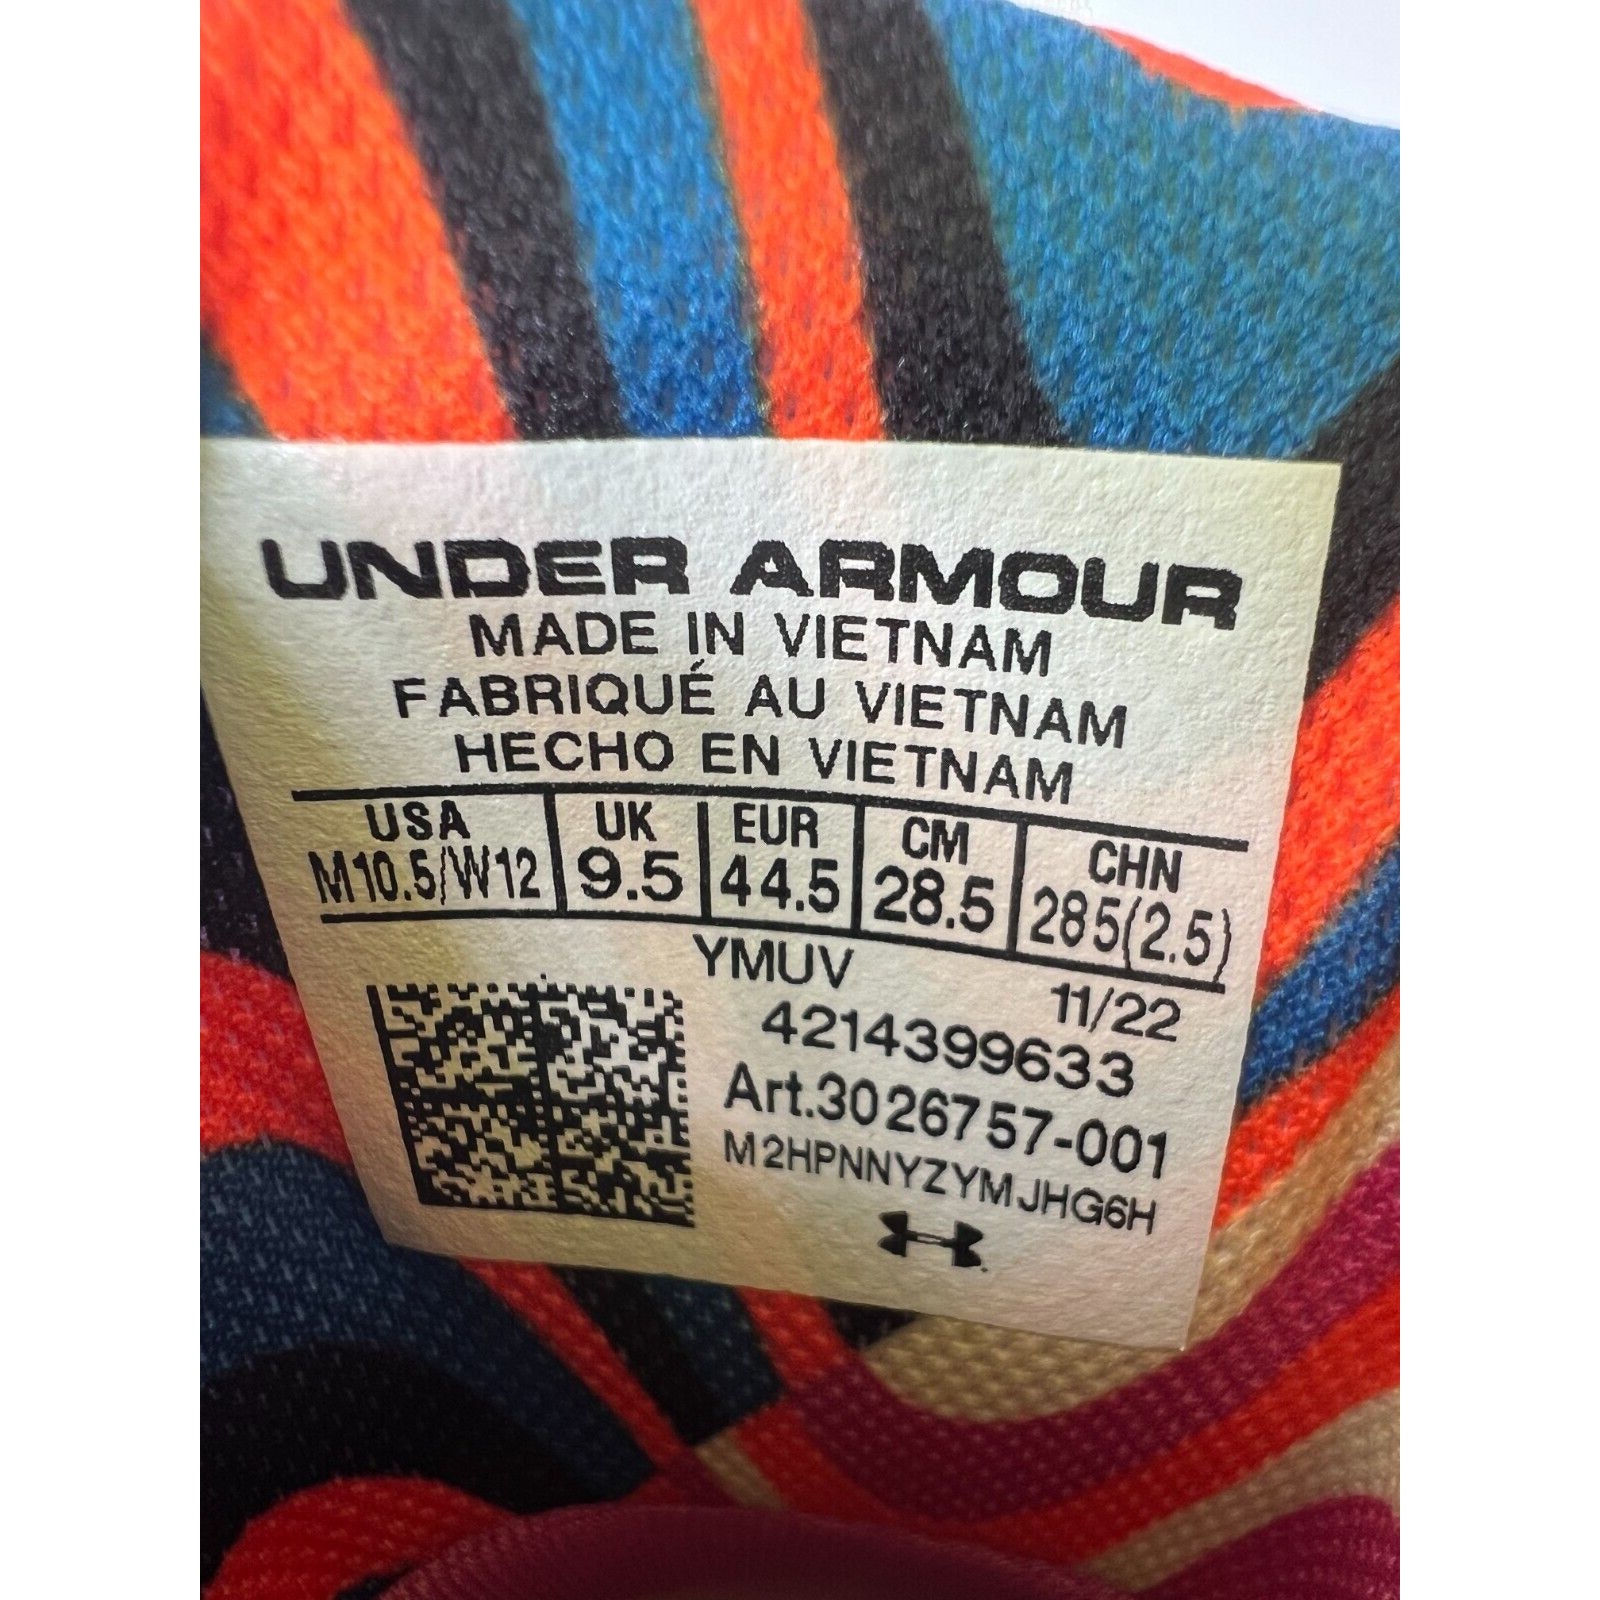 UNDER ARMOUR
MADE IN VIETNAM
FABRIQUÉ AU VIETNAM
HECHO EN VIETNAM
USA UK EUR CM CHN
M10.5/W12 9.5 44.5 28.5 285(2.5)
YMUV 11/22
4214399633
Art.3026757-001
M2HPNNYZYMJHG6H